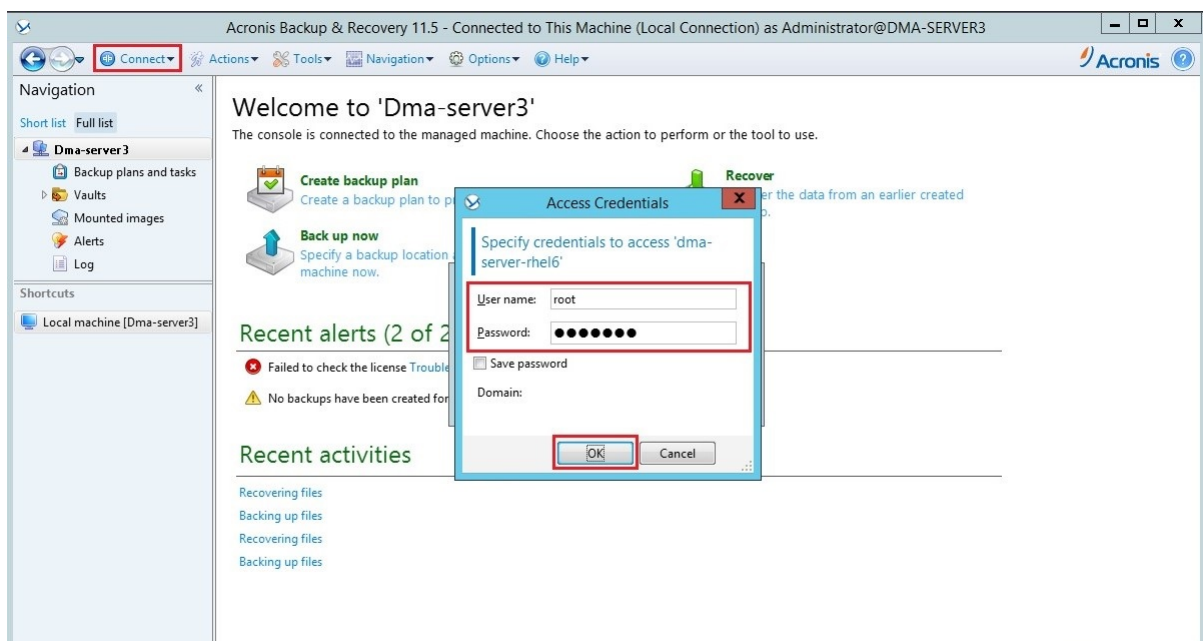 Acronis Backup & Recovery 11.5 - Connected to This Machine (Local Connection) as Administrator@DMA-SERVER3
Connect Actions Tools Navigation Options Help
Acronis
Navigation
Short list Full list
Dma-server3
Backup plans and tasks
Vaults
Mounted images
Alerts
Log
Shortcuts
Local machine [Dma-server3]
Welcome to 'Dma-server3'
The console is connected to the managed machine. Choose the action to perform or the tool to use.
Create backup plan
Create a backup plan to
Back up now
Specify a backup location
machine now.
Recover
the data from an earlier created
Recent alerts (2 of 2
Failed to check the license Trouble
No backups have been created for
Recent activities
Recovering files
Backing up files
Recovering files
Backing up files
Access Credentials
Specify credentials to access 'dma-
server-rhel6'
User name: root
Password: ●●●●●●●
Save password
Domain:
OK Cancel